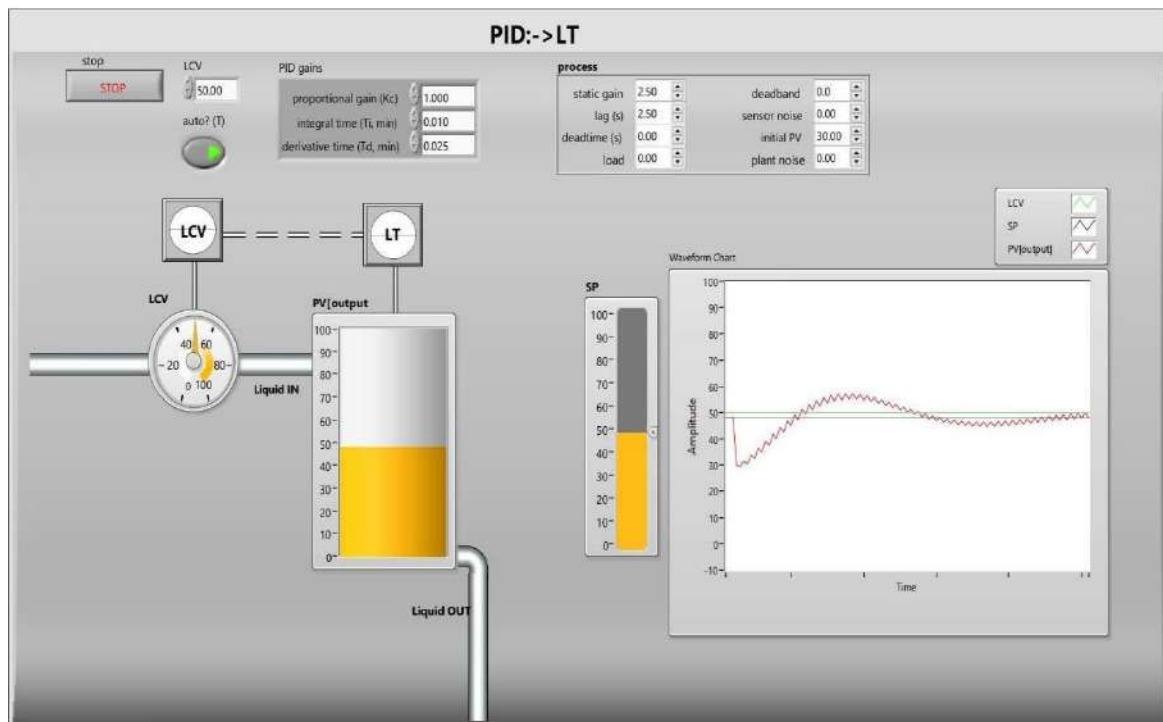 PID:->LT
stop
STOP
LCV
50.00
auto? (T)
PID gains
proportional gain (Kc) 1.000
integral time (Ti, min) 0.010
derivative time (Td, min) 0.025
process
static gain 2.50 deadband 0.0
lag (s) 2.50 sensor noise 0.00
deadtime (s) 0.00 initial PV 30.00
load 0.00 plant noise 0.00
LCV
LT
LCV
SP
PV[output]
LCV
40 60
20 80
0 100
Liquid IN
PV[output
100
90
80
70
60
50
40
30
20
10
0
Liquid OUT
SP
100
90
80
70
60
50
40
30
20
10
0
Waveform Chart
Amplitude
100
90
80
70
60
50
40
30
20
10
0
-10
Time